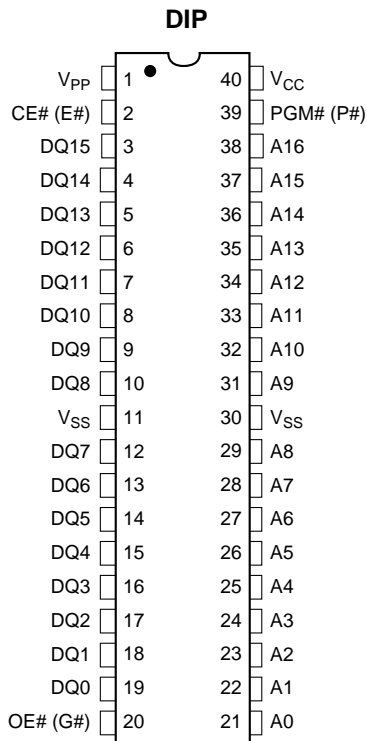 DIP
VPP 1 40 VCC
CE# (E#) 2 39 PGM# (P#)
DQ15 3 38 A16
DQ14 4 37 A15
DQ13 5 36 A14
DQ12 6 35 A13
DQ11 7 34 A12
DQ10 8 33 A11
DQ9 9 32 A10
DQ8 10 31 A9
VSS 11 30 VSS
DQ7 12 29 A8
DQ6 13 28 A7
DQ5 14 27 A6
DQ4 15 26 A5
DQ3 16 25 A4
DQ2 17 24 A3
DQ1 18 23 A2
DQ0 19 22 A1
OE# (G#) 20 21 A0